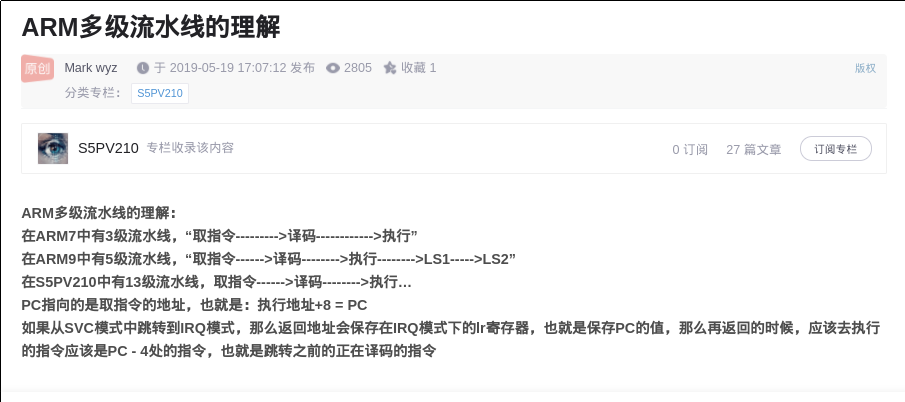 ARM多级流水线的理解
原创 Mark wyz 于 2019-05-19 17:07:12 发布 2805 收藏 1 版权
分类专栏： S5PV210
S5PV210 专栏收录该内容 0 订阅 27 篇文章 订阅专栏
ARM多级流水线的理解：
在ARM7中有3级流水线，“取指令--------->译码------------>执行”
在ARM9中有5级流水线，“取指令------>译码-------->执行-------->LS1----->LS2”
在S5PV210中有13级流水线，取指令------>译码-------->执行…
PC指向的是取指令的地址，也就是：执行地址+8 = PC
如果从SVC模式中跳转到IRQ模式，那么返回地址会保存在IRQ模式下的lr寄存器，也就是保存PC的值，那么再返回的时候，应该去执行
的指令应该是PC - 4处的指令，也就是跳转之前的正在译码的指令